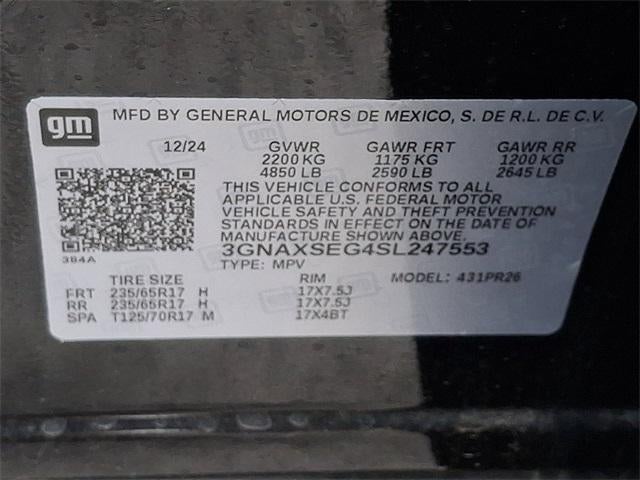 gm
MFD BY GENERAL MOTORS DE MEXICO, S. DE R.L. DE C.V.
12/24 GVWR GAWR FRT GAWR RR
2200 KG 1175 KG 1200 KG
4850 LB 2590 LB 2645 LB
THIS VEHICLE CONFORMS TO ALL
APPLICABLE U.S. FEDERAL MOTOR
VEHICLE SAFETY AND THEFT PREVENTION
STANDARDS IN EFFECT ON THE DATE OF
MANUFACTURE SHOWN ABOVE.
384A
3GNAXSEG4SL247553
TYPE: MPV
TIRE SIZE RIM MODEL: 431PR26
FRT 235/65R17 H 17X7.5J
RR 235/65R17 H 17X7.5J
SPA T125/70R17 M 17X4BT